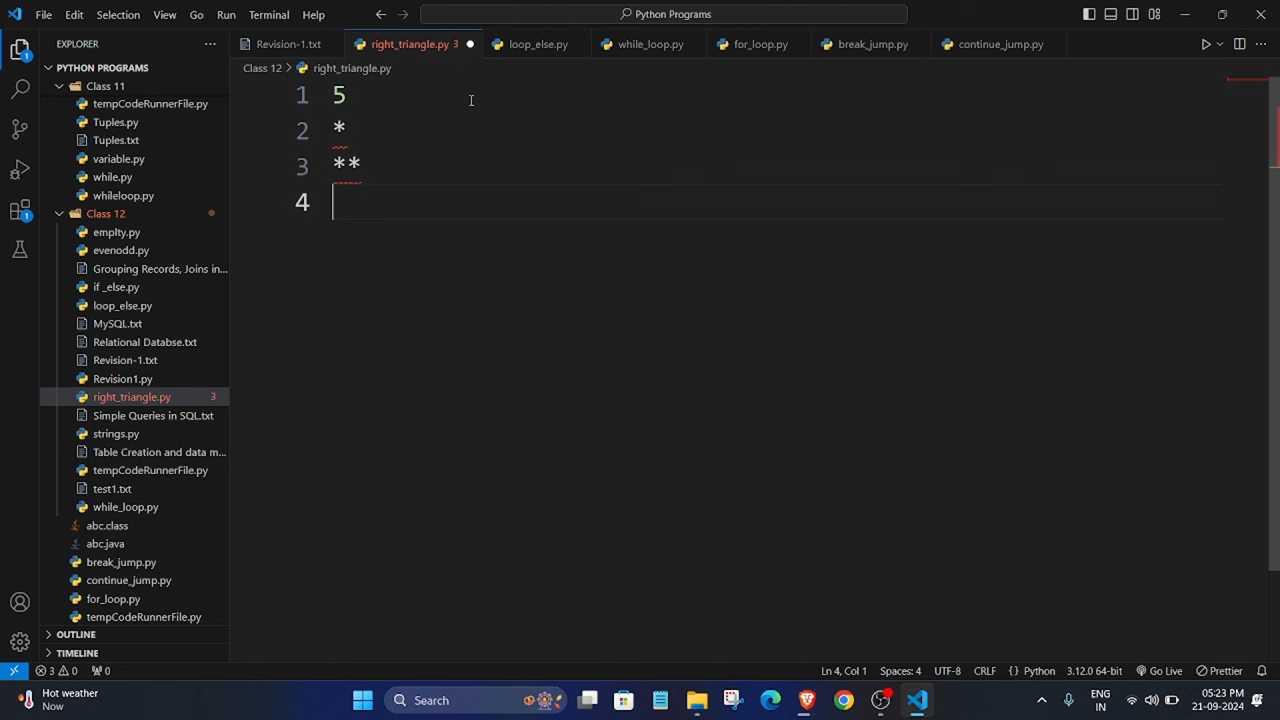 File Edit Selection View Go Run Terminal Help
Python Programs
EXPLORER
Revision-1.txt
right_triangle.py 3
loop_else.py
while_loop.py
for_loop.py
break_jump.py
continue_jump.py
PYTHON PROGRAMS
Class 12 > right_triangle.py
Class 11
tempCodeRunnerFile.py
Tuples.py
Tuples.txt
variable.py
while.py
whileloop.py
Class 12
emplty.py
evenodd.py
Grouping Records, Joins in...
if _else.py
loop_else.py
MySQL.txt
Relational Databse.txt
Revision-1.txt
Revision1.py
right_triangle.py 3
Simple Queries in SQL.txt
strings.py
Table Creation and data m...
tempCodeRunnerFile.py
test1.txt
while_loop.py
abc.class
abc.java
break_jump.py
continue_jump.py
for_loop.py
tempCodeRunnerFile.py
OUTLINE
TIMELINE
1 5
2 *
3 **
4
1
1
3 0 0
Ln 4, Col 1 Spaces: 4 UTF-8 CRLF {} Python 3.12.0 64-bit Go Live Prettier
Hot weather
Now
Search
ENG
IN
05:23 PM
21-09-2024